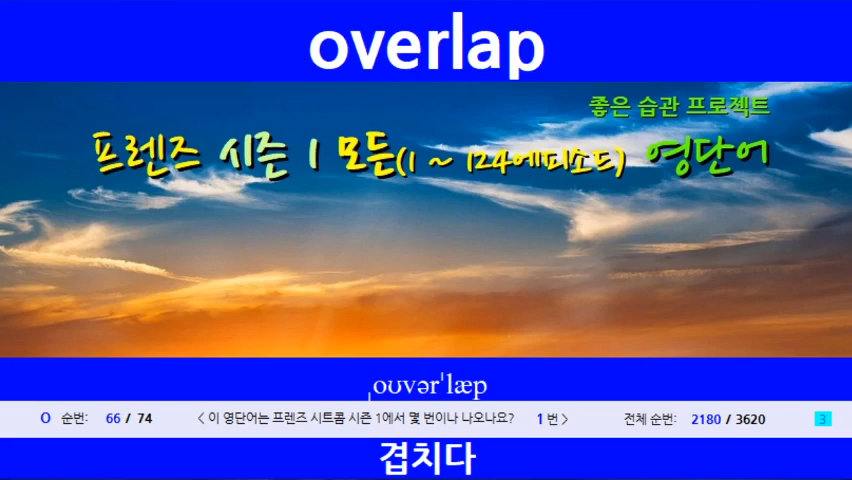 overlap
좋은 습관 프로젝트
프렌즈 시즌 1 모든(1 ~ 124에피소드) 영단어
ˌoʊvərˈlæp
O 순번: 66 / 74 < 이 영단어는 프렌즈 시트콤 시즌 1에서 몇 번이나 나오나요? 1 번 > 전체 순번: 2180 / 3620 3
겹치다